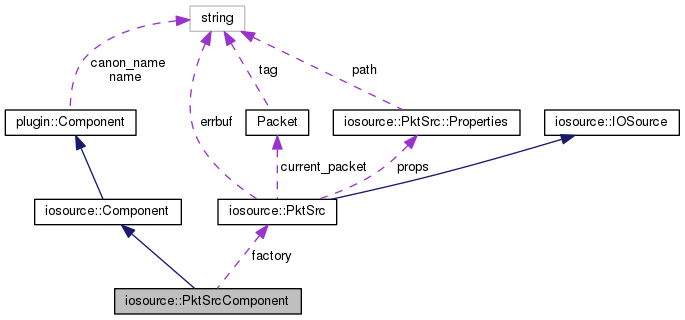 string
canon_name
name
tag
path
errbuf
plugin::Component
Packet
iosource::PktSrc::Properties
iosource::IOSource
current_packet
props
iosource::Component
iosource::PktSrc
factory
iosource::PktSrcComponent